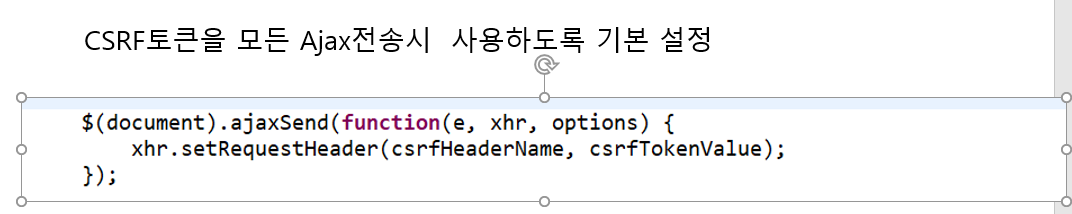 CSRF토큰을 모든 Ajax전송시 사용하도록 기본 설정
$(document).ajaxSend(function(e, xhr, options) {
    xhr.setRequestHeader(csrfHeaderName, csrfTokenValue);
});